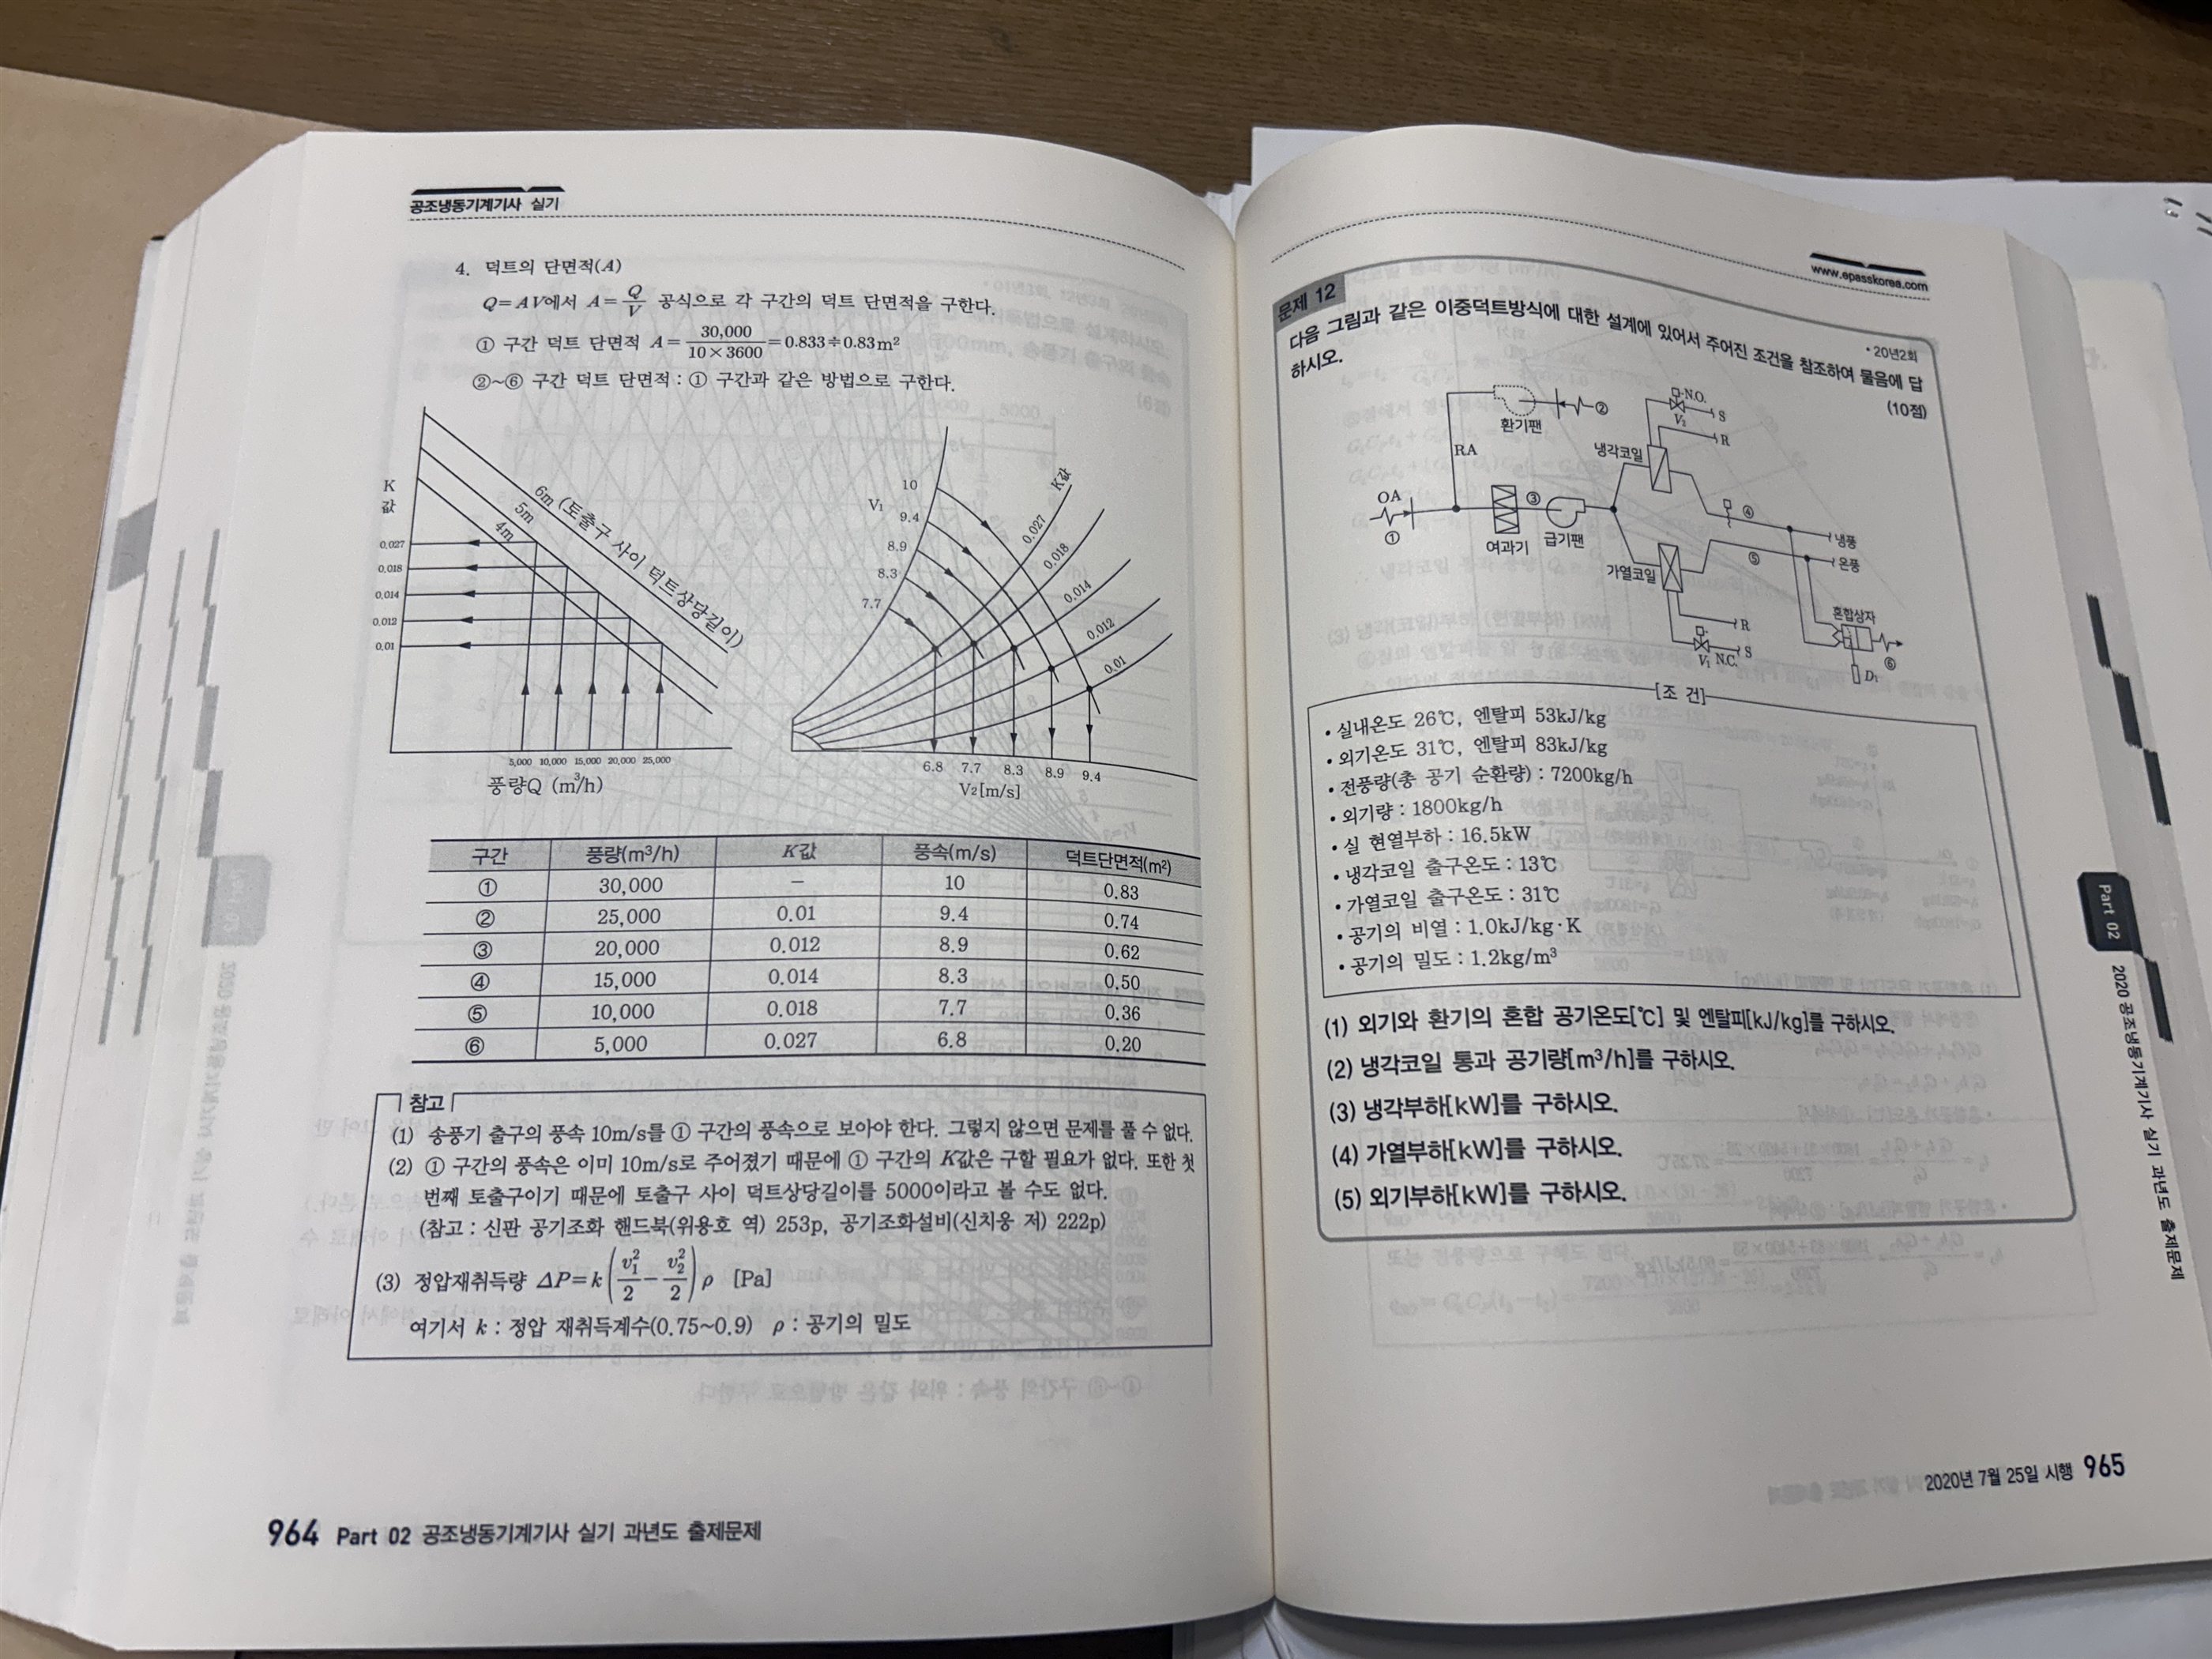 공조냉동기계기사 실기
4. 덕트의 단면적(A)
Q=AV에서 A=Q/V 공식으로 각 구간의 덕트 단면적을 구한다.
① 구간 덕트 단면적 A=30,000/(10×3600)=0.833≑0.83m²
②~⑥ 구간 덕트 단면적 : ① 구간과 같은 방법으로 구한다.
K
값
6m (토출구 사이 덕트상당길이)
5m
4m
0.027
0.018
0.014
0.012
0.01
5,000 10,000 15,000 20,000 25,000
풍량Q (m³/h)
V₁
10
9.4
8.9
8.3
7.7
K값
0.027
0.018
0.014
0.012
0.01
6.8 7.7 8.3 8.9 9.4
V₂[m/s]
구간 풍량(m³/h) K값 풍속(m/s) 덕트단면적(m²)
① 30,000 － 10 0.83
② 25,000 0.01 9.4 0.74
③ 20,000 0.012 8.9 0.62
④ 15,000 0.014 8.3 0.50
⑤ 10,000 0.018 7.7 0.36
⑥ 5,000 0.027 6.8 0.20
참고
(1) 송풍기 출구의 풍속 10m/s를 ① 구간의 풍속으로 보아야 한다. 그렇지 않으면 문제를 풀 수 없다.
(2) ① 구간의 풍속은 이미 10m/s로 주어졌기 때문에 ① 구간의 K값은 구할 필요가 없다. 또한 첫
번째 토출구이기 때문에 토출구 사이 덕트상당길이를 5000이라고 볼 수도 없다.
(참고 : 신판 공기조화 핸드북(위용호 역) 253p, 공기조화설비(신치웅 저) 222p)
(3) 정압재취득량 ΔP=k(v₁²/2－v₂²/2)ρ [Pa]
여기서 k : 정압 재취득계수(0.75~0.9) ρ : 공기의 밀도
964 Part 02 공조냉동기계기사 실기 과년도 출제문제
www.epasskorea.com
문제 12
• 20년2회
다음 그림과 같은 이중덕트방식에 대한 설계에 있어서 주어진 조건을 참조하여 물음에 답
하시오.
(10점)
환기팬
②
RA
OA
①
여과기
③
급기팬
냉각코일
N.O.
V₂
S
R
④
냉풍
온풍
⑤
가열코일
R
S
V₁ N.C.
혼합상자
⑥
D₁
[조 건]
• 실내온도 26℃, 엔탈피 53kJ/kg
• 외기온도 31℃, 엔탈피 83kJ/kg
• 전풍량(총 공기 순환량) : 7200kg/h
• 외기량 : 1800kg/h
• 실 현열부하 : 16.5kW
• 냉각코일 출구온도 : 13℃
• 가열코일 출구온도 : 31℃
• 공기의 비열 : 1.0kJ/kg·K
• 공기의 밀도 : 1.2kg/m³
(1) 외기와 환기의 혼합 공기온도[℃] 및 엔탈피[kJ/kg]를 구하시오.
(2) 냉각코일 통과 공기량[m³/h]를 구하시오.
(3) 냉각부하[kW]를 구하시오.
(4) 가열부하[kW]를 구하시오.
(5) 외기부하[kW]를 구하시오.
Part 02
2020 공조냉동기계기사 실기 과년도 출제문제
2020년 7월 25일 시행 965